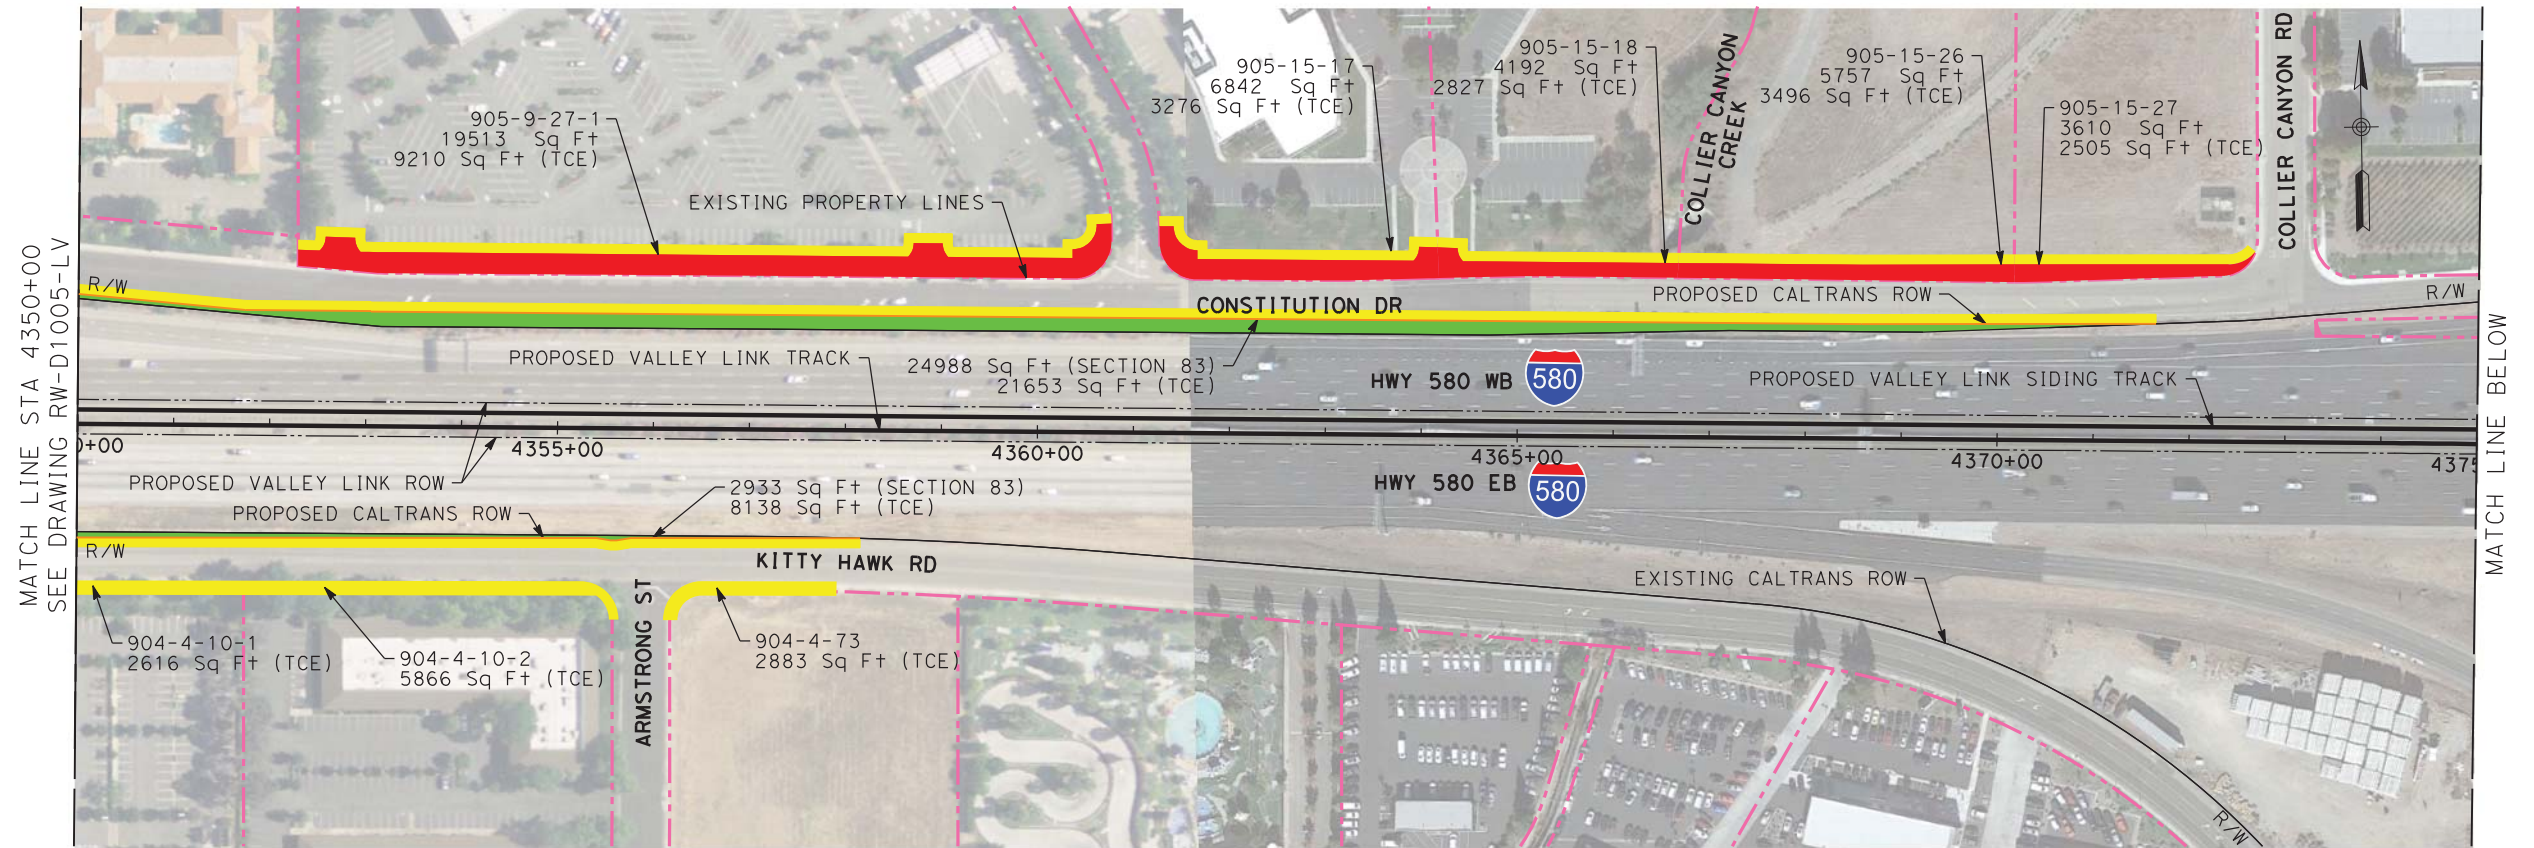 MATCH LINE STA 4350+00
SEE DRAWING RW-D1005-LV
905-9-27-1
19513 Sq Ft
9210 Sq Ft (TCE)
EXISTING PROPERTY LINES
905-15-17
6842 Sq Ft
3276 Sq Ft (TCE)
905-15-18
4192 Sq Ft
2827 Sq Ft (TCE)
COLLIER CANYON
CREEK
905-15-26
5757 Sq Ft
3496 Sq Ft (TCE)
905-15-27
3610 Sq Ft
2505 Sq Ft (TCE)
COLLIER CANYON RD
R/W
CONSTITUTION DR
PROPOSED CALTRANS ROW
R/W
PROPOSED VALLEY LINK TRACK
24988 Sq Ft (SECTION 83)
21653 Sq Ft (TCE)
HWY 580 WB
580
PROPOSED VALLEY LINK SIDING TRACK
0+00
4355+00
4360+00
4365+00
4370+00
4375
PROPOSED VALLEY LINK ROW
PROPOSED CALTRANS ROW
2933 Sq Ft (SECTION 83)
8138 Sq Ft (TCE)
HWY 580 EB
580
R/W
KITTY HAWK RD
EXISTING CALTRANS ROW
904-4-10-1
2616 Sq Ft (TCE)
904-4-10-2
5866 Sq Ft (TCE)
ARMSTRONG ST
904-4-73
2883 Sq Ft (TCE)
R/W
MATCH LINE BELOW